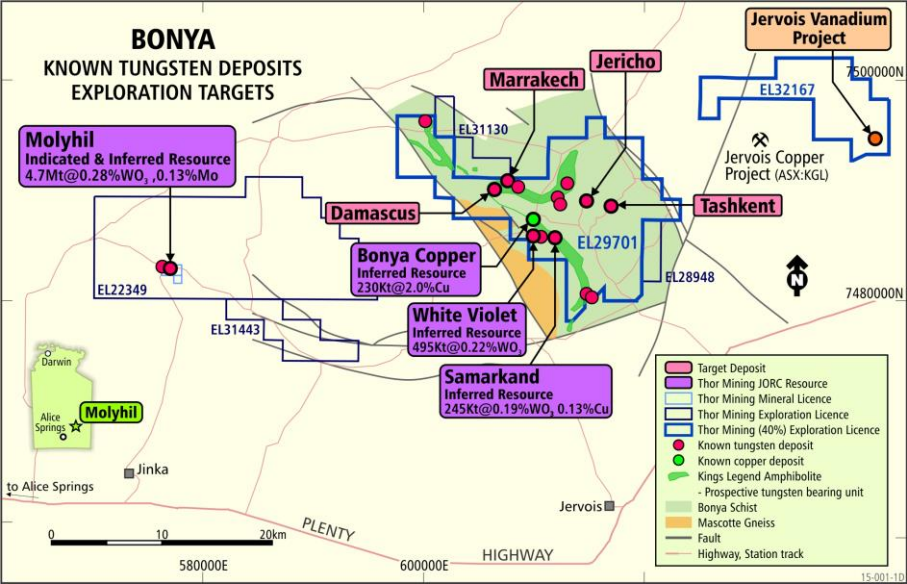 BONYA
KNOWN TUNGSTEN DEPOSITS
EXPLORATION TARGETS
Jervois Vanadium
Project
7500000N
EL32167
Jericho
Marrakech
EL31130
Molyhil
Indicated & Inferred Resource
4.7Mt@0.28%WO3 ,0.13%Mo
Jervois Copper
Project (ASX:KGL)
Damascus
Tashkent
EL29701
Bonya Copper
Inferred Resource
230Kt@2.0%Cu
EL28948
N
EL22349
7480000N
White Violet
Inferred Resource
495Kt@0.22%WO3
EL31443
Samarkand
Inferred Resource
245Kt@0.19%WO3 0.13%Cu
Darwin
Alice
Springs
Molyhil
Target Deposit
Thor Mining JORC Resource
Thor Mining Mineral Licence
Thor Mining Exploration Licence
Thor Mining (40%) Exploration Licence
Known tungsten deposit
Known copper deposit
Kings Legend Amphibolite
- Prospective tungsten bearing unit
Bonya Schist
Mascotte Gneiss
Fault
Highway, Station track
Jinka
to Alice Springs
Jervois
PLENTY
HIGHWAY
0 10 20km
580000E
600000E
15-001-1D